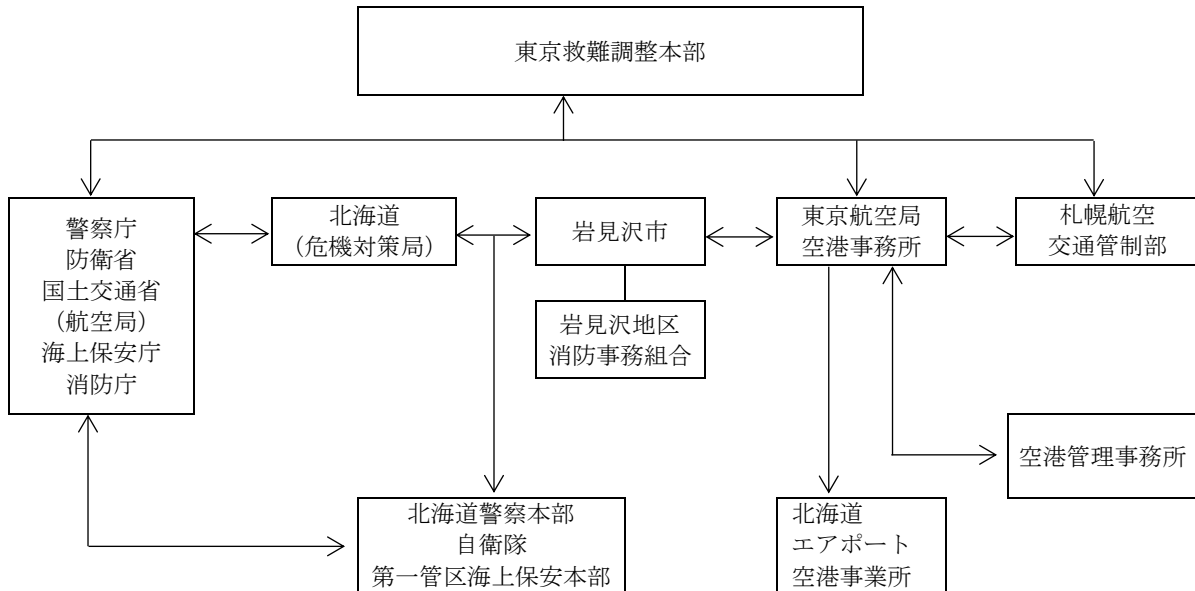 東京救難調整本部
警察庁
防衛省
国土交通省
（航空局）
海上保安庁
消防庁
北海道
（危機対策局）
岩見沢市
東京航空局
空港事務所
札幌航空
交通管制部
岩見沢地区
消防事務組合
空港管理事務所
北海道警察本部
自衛隊
第一管区海上保安本部
北海道
エアポート
空港事業所